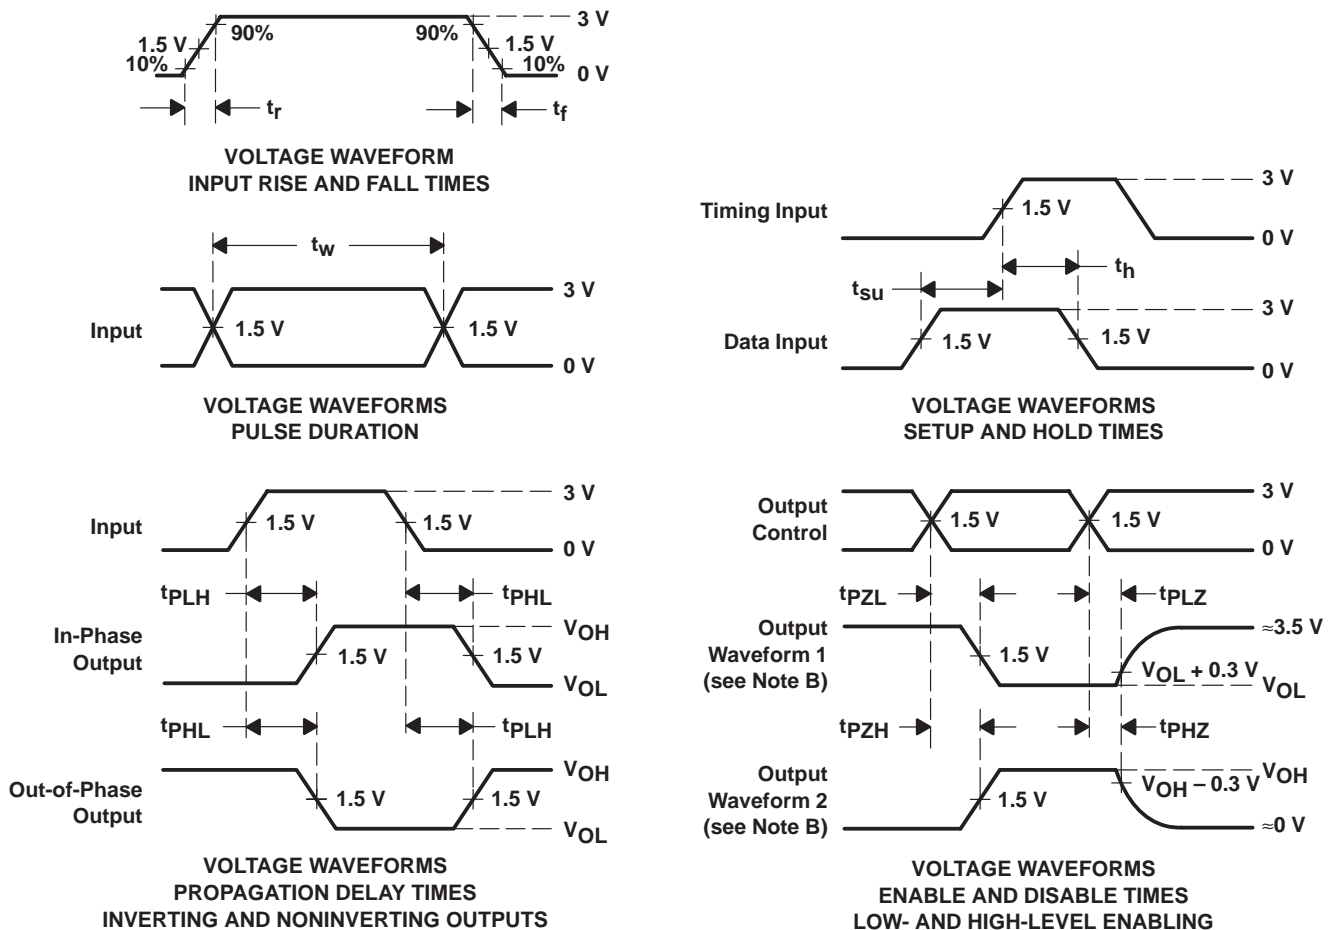 3 V
90%
90%
1.5 V
1.5 V
10%
10%
0 V
tr
tf
VOLTAGE WAVEFORM
INPUT RISE AND FALL TIMES
tw
3 V
Input
1.5 V
1.5 V
0 V
VOLTAGE WAVEFORMS
PULSE DURATION
3 V
Timing Input
1.5 V
0 V
th
tsu
3 V
Data Input
1.5 V
1.5 V
0 V
VOLTAGE WAVEFORMS
SETUP AND HOLD TIMES
3 V
Input
1.5 V
1.5 V
0 V
tPLH
tPHL
In-Phase
Output
VOH
1.5 V
1.5 V
VOL
tPHL
tPLH
Out-of-Phase
Output
VOH
1.5 V
1.5 V
VOL
VOLTAGE WAVEFORMS
PROPAGATION DELAY TIMES
INVERTING AND NONINVERTING OUTPUTS
Output
Control
3 V
1.5 V
1.5 V
0 V
tPZL
tPLZ
Output
Waveform 1
(see Note B)
≈3.5 V
1.5 V
VOL + 0.3 V
VOL
tPZH
tPHZ
Output
Waveform 2
(see Note B)
VOH
VOH – 0.3 V
1.5 V
≈0 V
VOLTAGE WAVEFORMS
ENABLE AND DISABLE TIMES
LOW- AND HIGH-LEVEL ENABLING